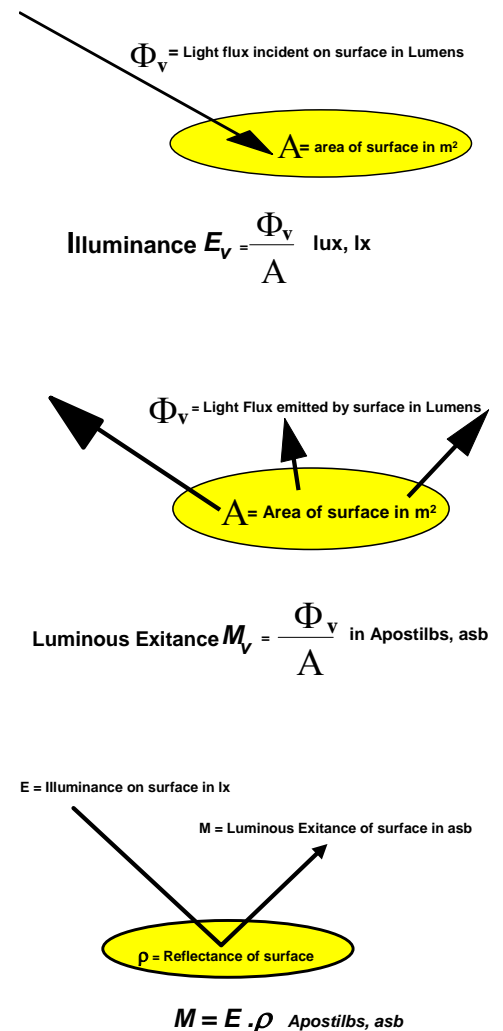 Φv = Light flux incident on surface in Lumens
A = area of surface in m²
Illuminance Ev = Φv / A lux, lx
Φv = Light Flux emitted by surface in Lumens
A = Area of surface in m²
Luminous Exitance Mv = Φv / A in Apostilbs, asb
E = Illuminance on surface in lx
M = Luminous Exitance of surface in asb
ρ = Reflectance of surface
M = E .ρ Apostilbs, asb